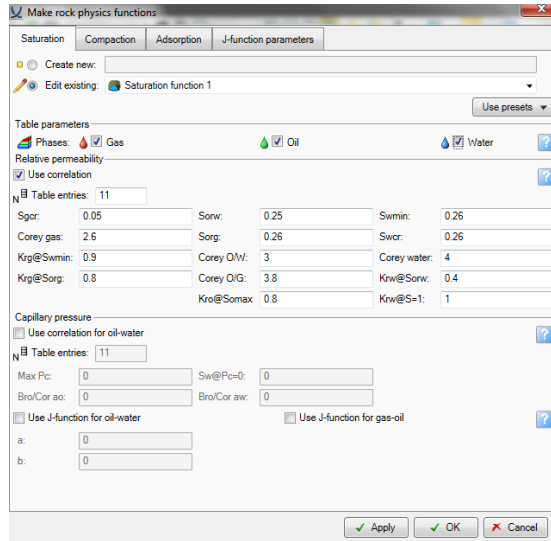 Make rock physics functions
Saturation Compaction Adsorption J-function parameters
Create new:
Edit existing: Saturation function 1
Use presets
Table parameters
Phases: Gas Oil Water ?
Relative permeability
Use correlation ?
N Table entries: 11
Sgcr: 0.05 Sorw: 0.25 Swmin: 0.26
Corey gas: 2.6 Sorg: 0.26 Swcr: 0.26
Krg@Swmin: 0.9 Corey O/W: 3 Corey water: 4
Krg@Sorg: 0.8 Corey O/G: 3.8 Krw@Sorw: 0.4
Kro@Somax: 0.8 Krw@S=1: 1
Capillary pressure
Use correlation for oil-water ?
N Table entries: 11
Max Pc: 0 Sw@Pc=0: 0
Bro/Cor ao: 0 Bro/Cor aw: 0
Use J-function for oil-water Use J-function for gas-oil ?
a: 0
b: 0
Apply OK Cancel